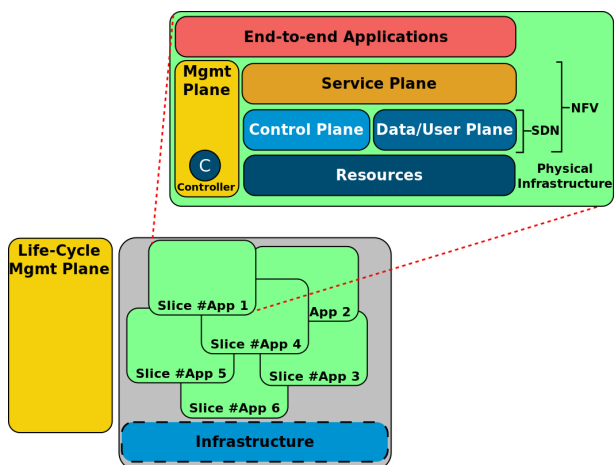 End-to-end Applications
Mgmt
Plane
Service Plane
Control Plane
Data/User Plane
SDN
NFV
C
Controller
Resources
Physical
Infrastructure
Life-Cycle
Mgmt Plane
Slice #App 1
App 2
Slice #App 4
Slice #App 5
Slice #App 3
Slice #App 6
Infrastructure